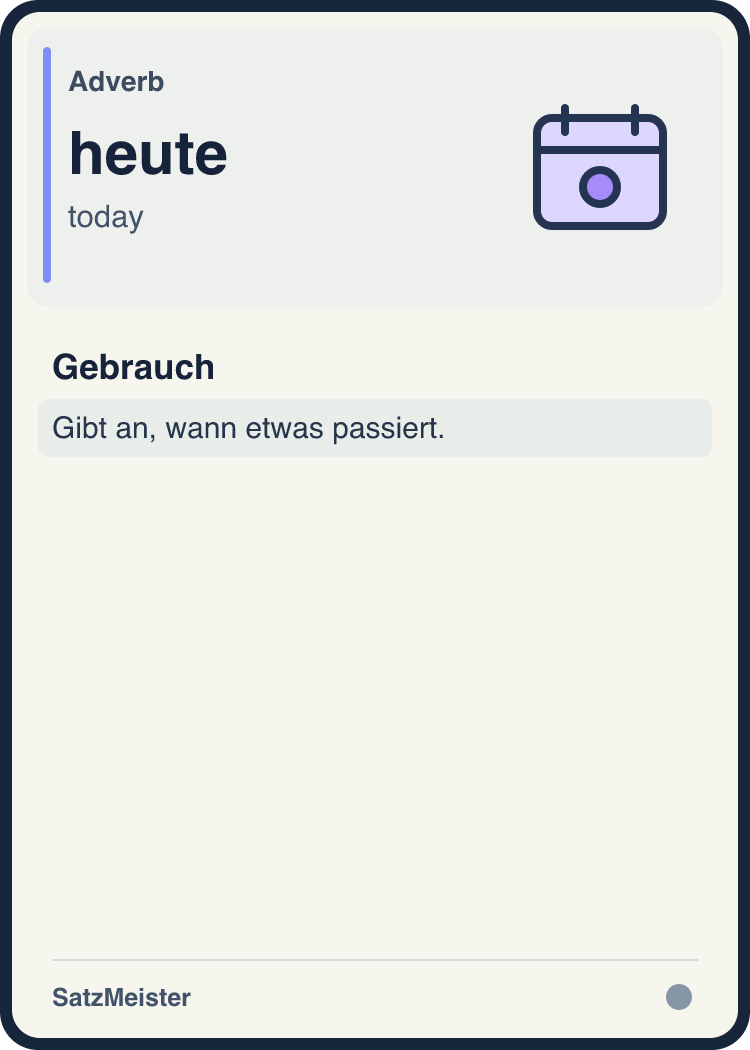 Adverb
heute
today
Gebrauch
Gibt an, wann etwas passiert.
SatzMeister